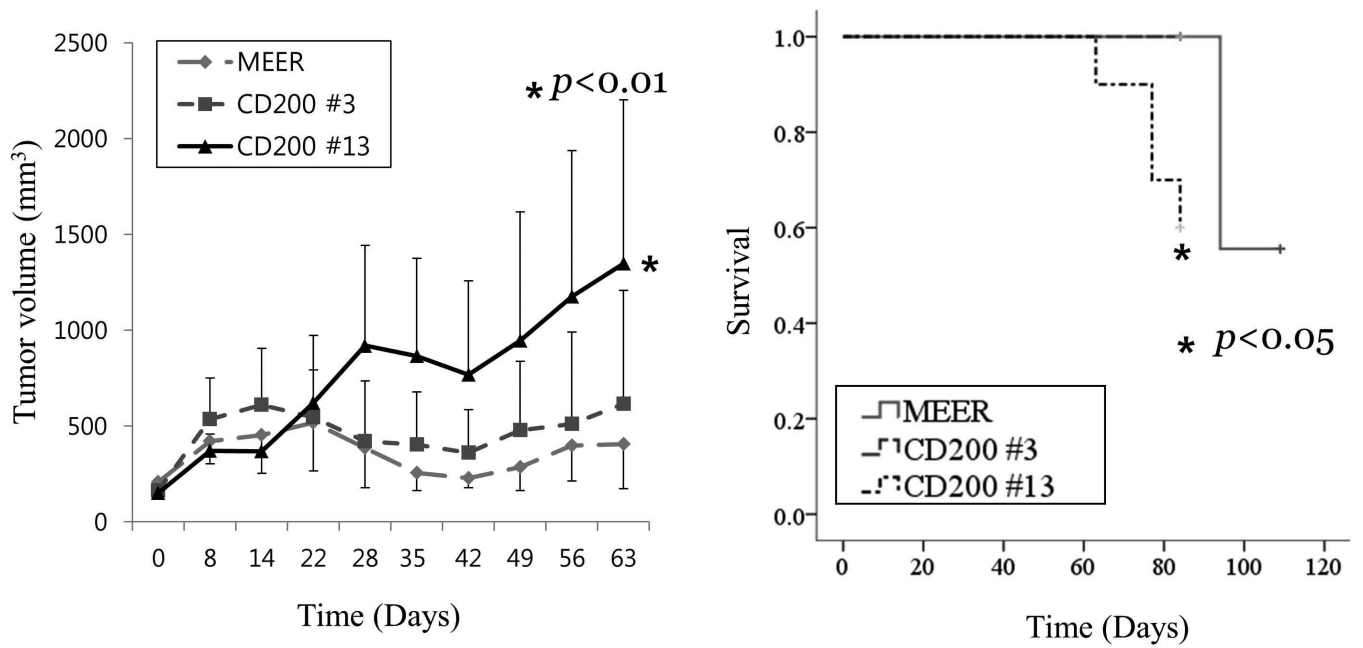 2500
2000
1500
1000
500
0
Tumor volume (mm³)
MEER
CD200 #3
CD200 #13
* p<0.01
*
0 8 14 22 28 35 42 49 56 63
Time (Days)
1.0
0.8
0.6
0.4
0.2
0.0
Survival
*
* p<0.05
MEER
CD200 #3
CD200 #13
0 20 40 60 80 100 120
Time (Days)